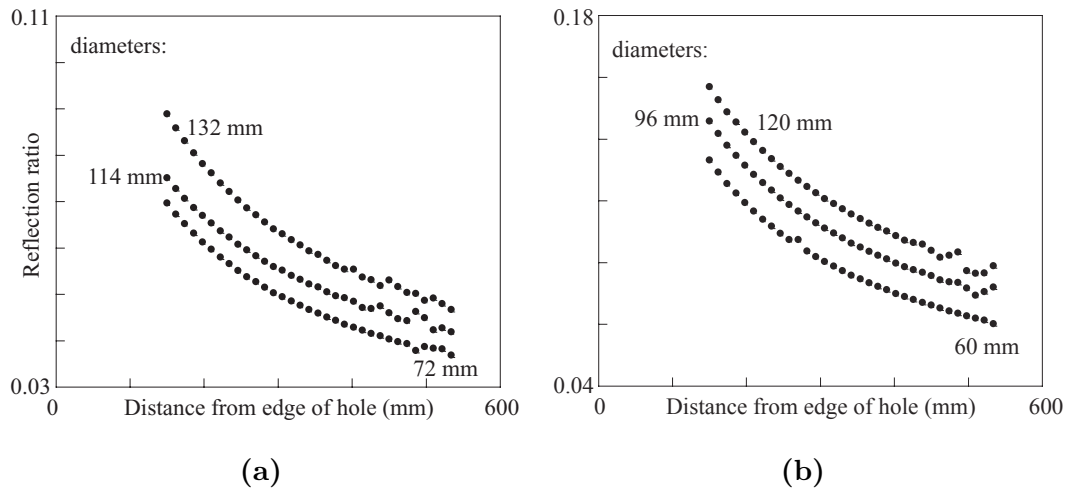 0.11
diameters:
132 mm
114 mm
72 mm
Reflection ratio
0.03
0
Distance from edge of hole (mm)
600
(a)
0.18
diameters:
96 mm
120 mm
60 mm
0.04
0
Distance from edge of hole (mm)
600
(b)